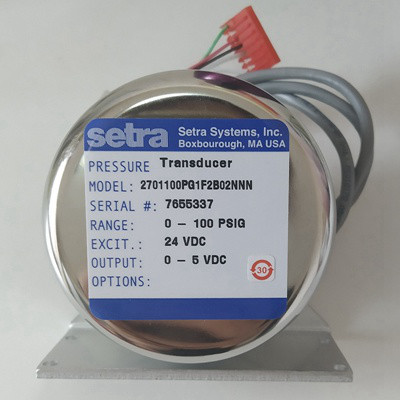 setra
Setra Systems, Inc.
Boxbourough, MA USA
PRESSURE Transducer
MODEL: 2701100PG1F2B02NNN
SERIAL #: 7655337
RANGE: 0 – 100 PSIG
EXCIT.: 24 VDC
OUTPUT: 0 – 5 VDC
OPTIONS:
30